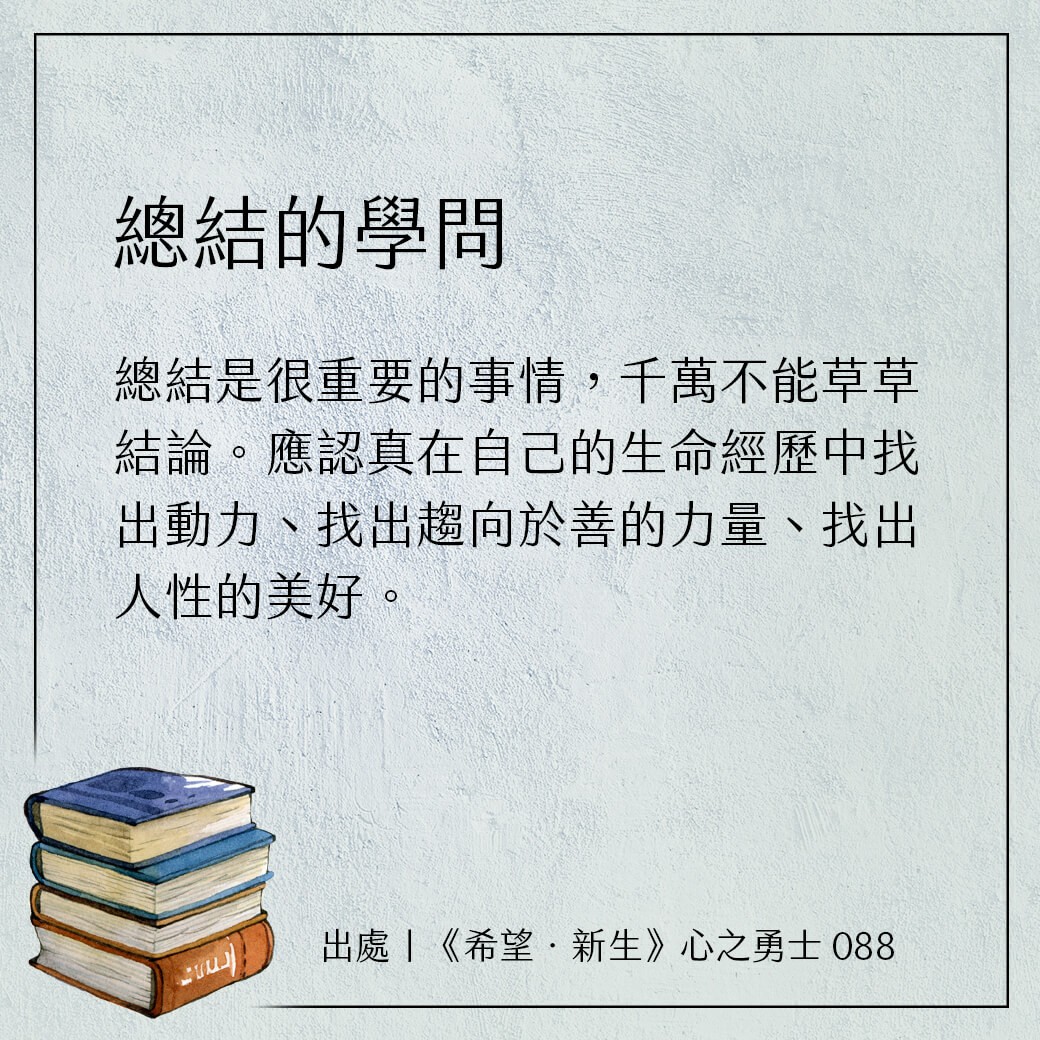 總結的學問
總結是很重要的事情，千萬不能草草
結論。應認真在自己的生命經歷中找
出動力、找出趨向於善的力量、找出
人性的美好。
出處｜《希望．新生》心之勇士 088